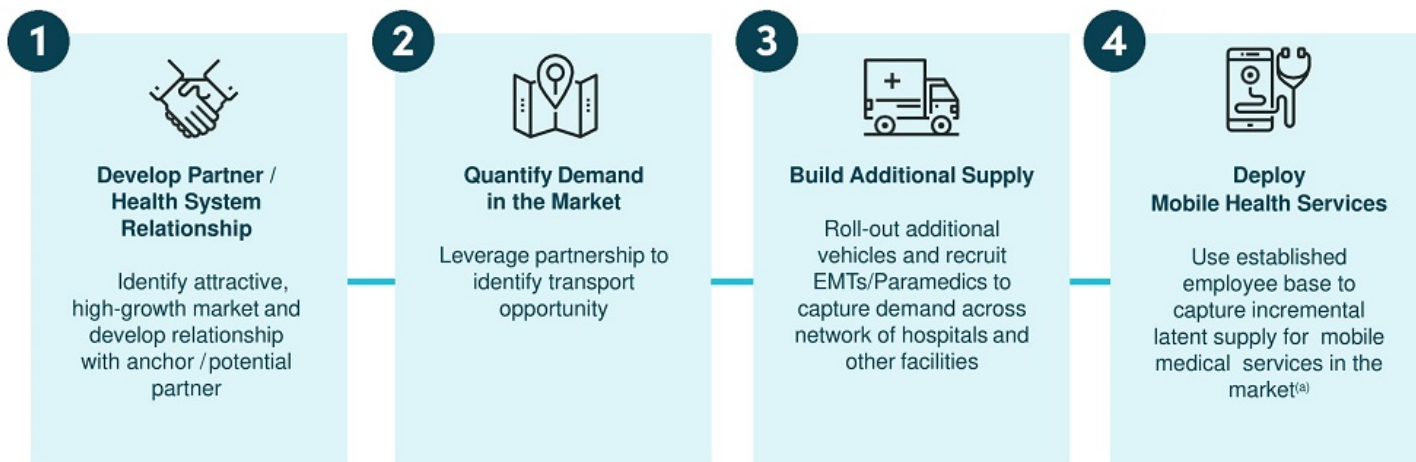 1
Develop Partner /
Health System
Relationship
Identify attractive,
high-growth market and
develop relationship
with anchor / potential
partner
2
Quantify Demand
in the Market
Leverage partnership to
identify transport
opportunity
3
Build Additional Supply
Roll-out additional
vehicles and recruit
EMTs/Paramedics to
capture demand across
network of hospitals and
other facilities
4
Deploy
Mobile Health Services
Use established
employee base to
capture incremental
latent supply for mobile
medical services in the
market(a)